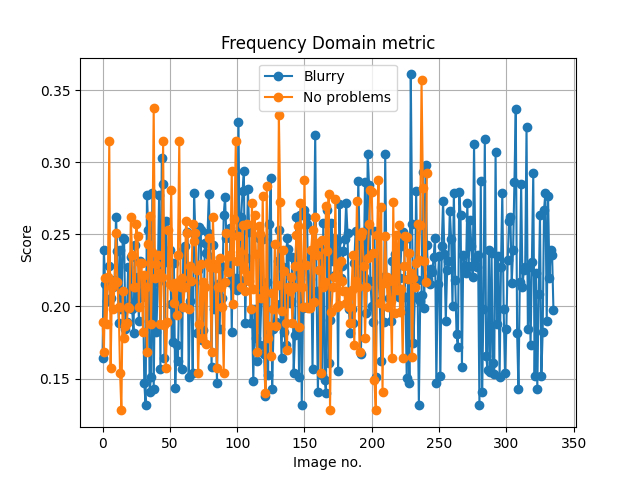 Frequency Domain metric
Blurry
No problems
0.35
0.30
0.25
0.20
0.15
Score
0 50 100 150 200 250 300 350
Image no.